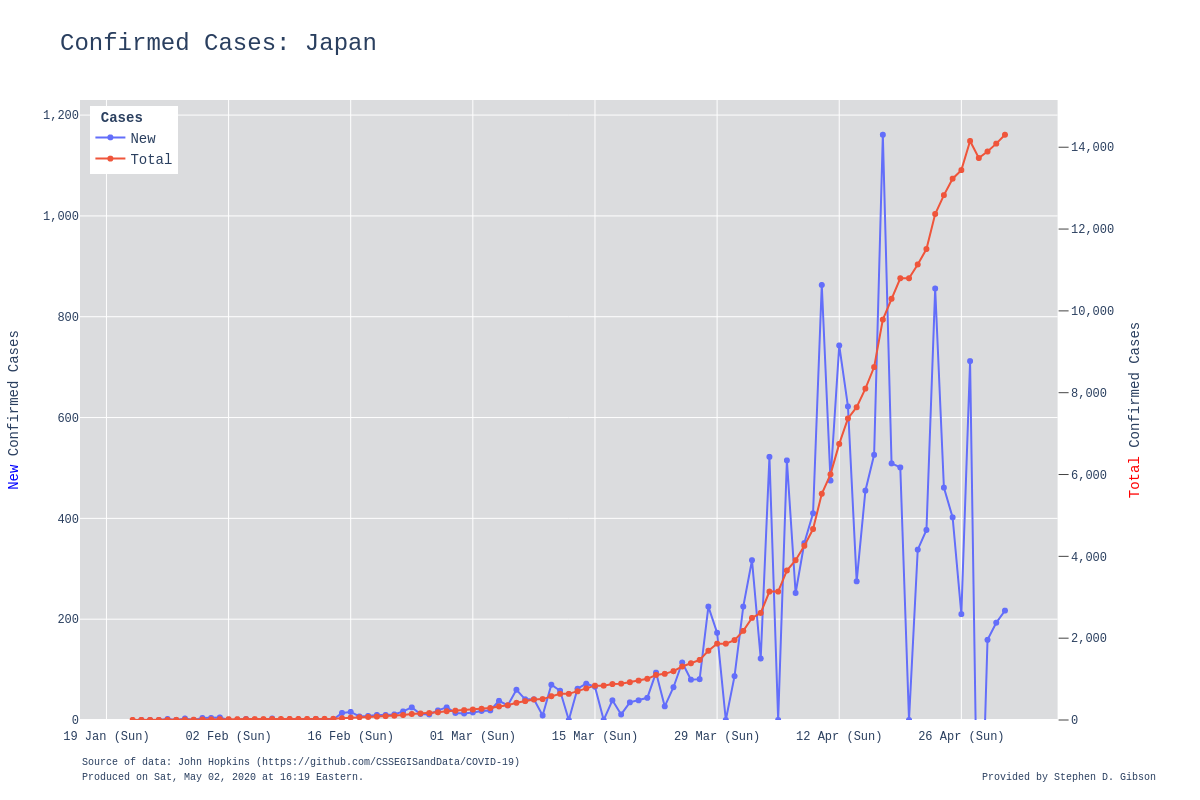 Confirmed Cases: Japan
Cases
New
Total
1,200
1,000
800
600
400
200
0
New Confirmed Cases
14,000
12,000
10,000
8,000
6,000
4,000
2,000
0
Total Confirmed Cases
19 Jan (Sun) 02 Feb (Sun) 16 Feb (Sun) 01 Mar (Sun) 15 Mar (Sun) 29 Mar (Sun) 12 Apr (Sun) 26 Apr (Sun)
Source of data: John Hopkins (https://github.com/CSSEGISandData/COVID-19)
Produced on Sat, May 02, 2020 at 16:19 Eastern.
Provided by Stephen D. Gibson